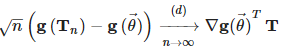 √n (g (Tₙ) − g(θ⃗)) →^{(d)}_{n→∞} ∇g(θ⃗)^T T